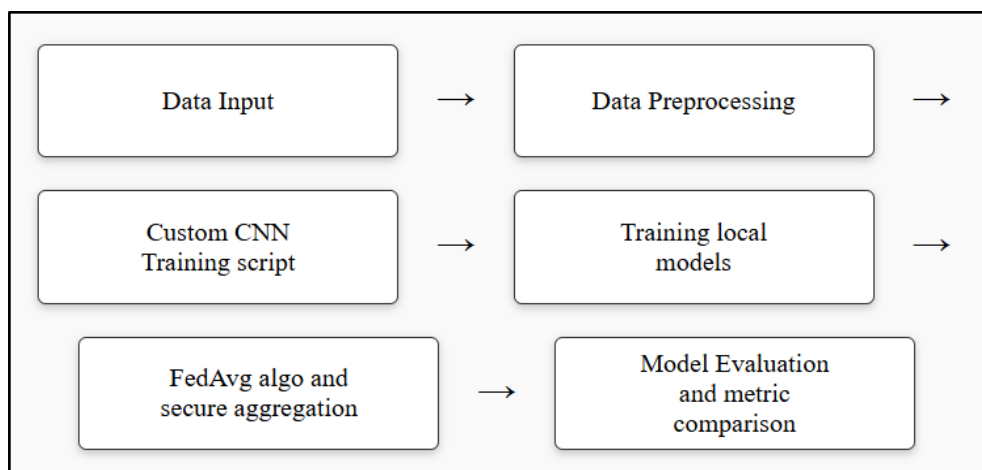 Data Input
Data Preprocessing
Custom CNN
Training script
Training local
models
FedAvg algo and
secure aggregation
Model Evaluation
and metric
comparison